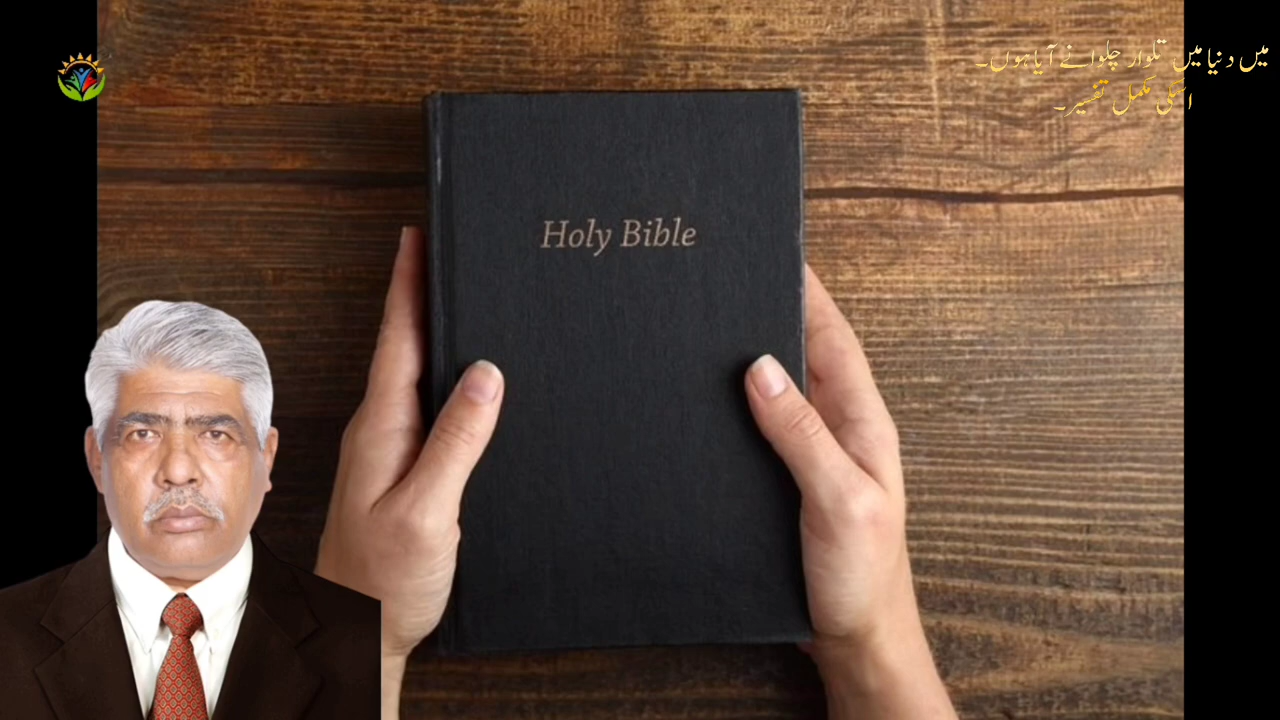 میں دنیا میں تلوار چلوانے آیا ہوں۔
اسکی مکمل تفسیر۔
Holy Bible